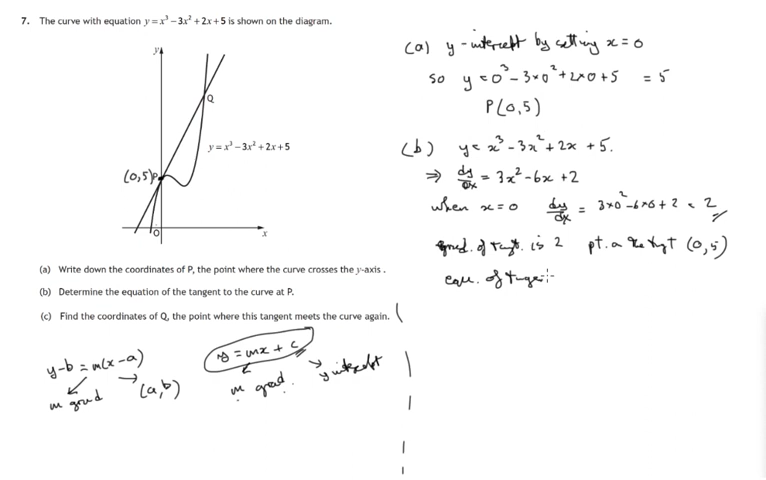 7. The curve with equation y = x³ – 3x² + 2x + 5 is shown on the diagram.
y
Q
y = x³ – 3x² + 2x + 5
(0,5) P
O
x
(a) Write down the coordinates of P, the point where the curve crosses the y-axis.
(b) Determine the equation of the tangent to the curve at P.
(c) Find the coordinates of Q, the point where this tangent meets the curve again.
y-b = m(x-a)
m grad
(a,b)
y = mx + c
m grad.
y intercept
(a) y-intercept by setting x = 0
so y = 0³ - 3×0² + 2×0 + 5 = 5
P(0,5)
(b) y = x³ - 3x² + 2x + 5.
⇒ dy/dx = 3x² - 6x + 2
when x = 0 dy/dx = 3×0² - 6×0 + 2 = 2
grad. of tangt. is 2 pt. on the tgt (0,5)
equ. of tangent: